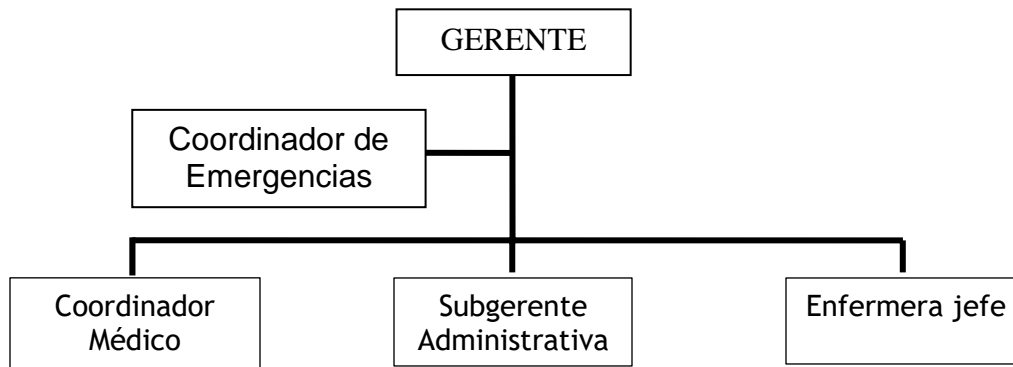 GERENTE
Coordinador de
Emergencias
Coordinador
Médico
Subgerente
Administrativa
Enfermera jefe